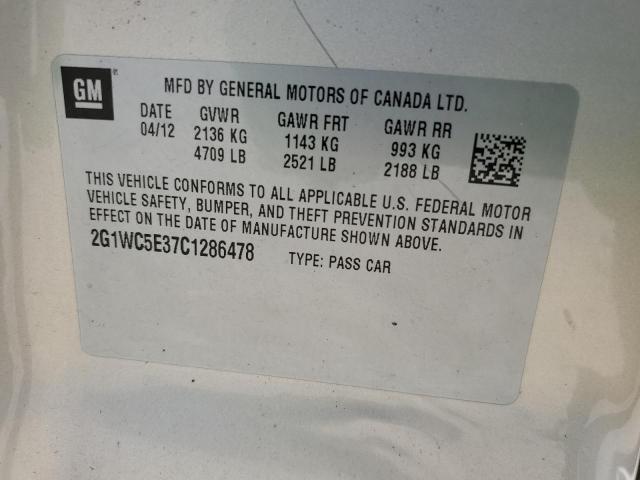 GM
MFD BY GENERAL MOTORS OF CANADA LTD.
DATE GVWR GAWR FRT GAWR RR
04/12 2136 KG 1143 KG 993 KG
4709 LB 2521 LB 2188 LB
THIS VEHICLE CONFORMS TO ALL APPLICABLE U.S. FEDERAL MOTOR
VEHICLE SAFETY, BUMPER, AND THEFT PREVENTION STANDARDS IN
EFFECT ON THE DATE OF MANUFACTURE SHOWN ABOVE.
2G1WC5E37C1286478 TYPE: PASS CAR